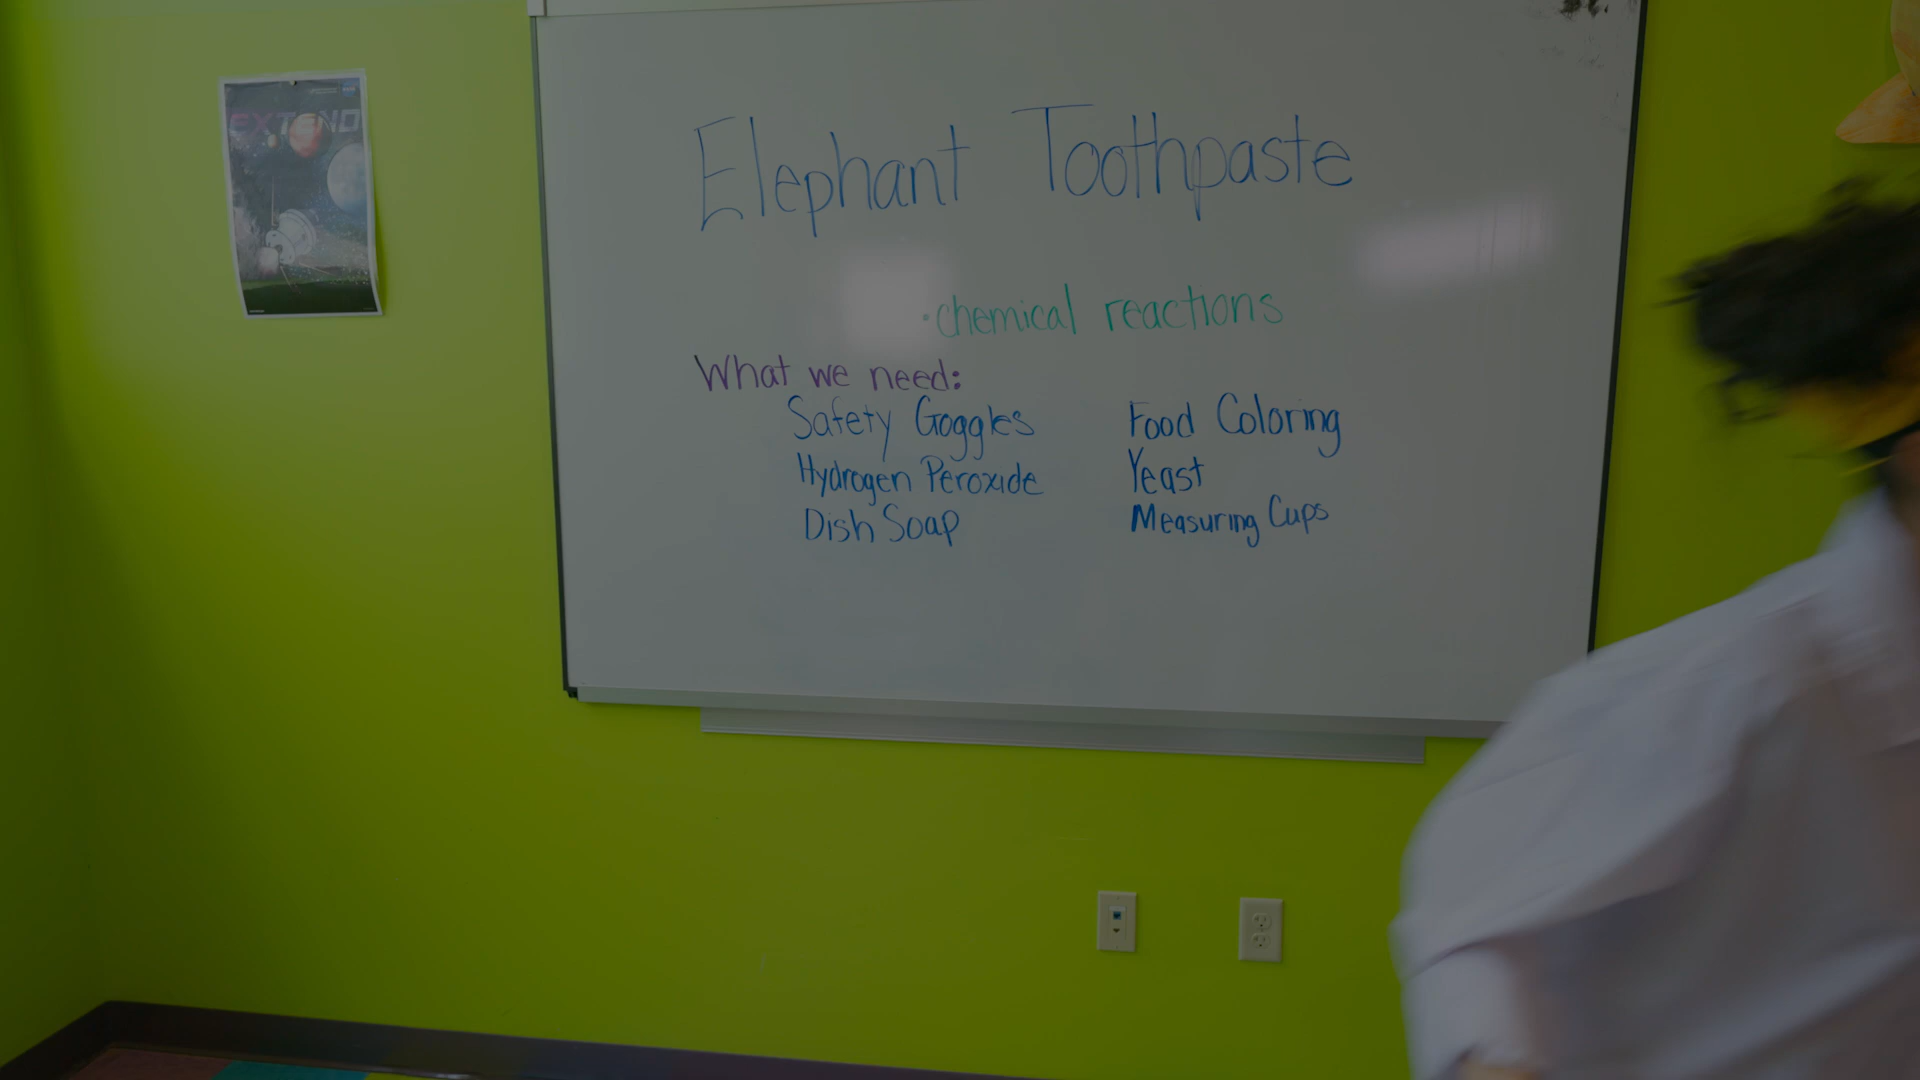 EXTEND
Elephant Toothpaste
·chemical reactions
What we need:
Safety Goggles
Hydrogen Peroxide
Dish Soap
Food Coloring
Yeast
Measuring Cups